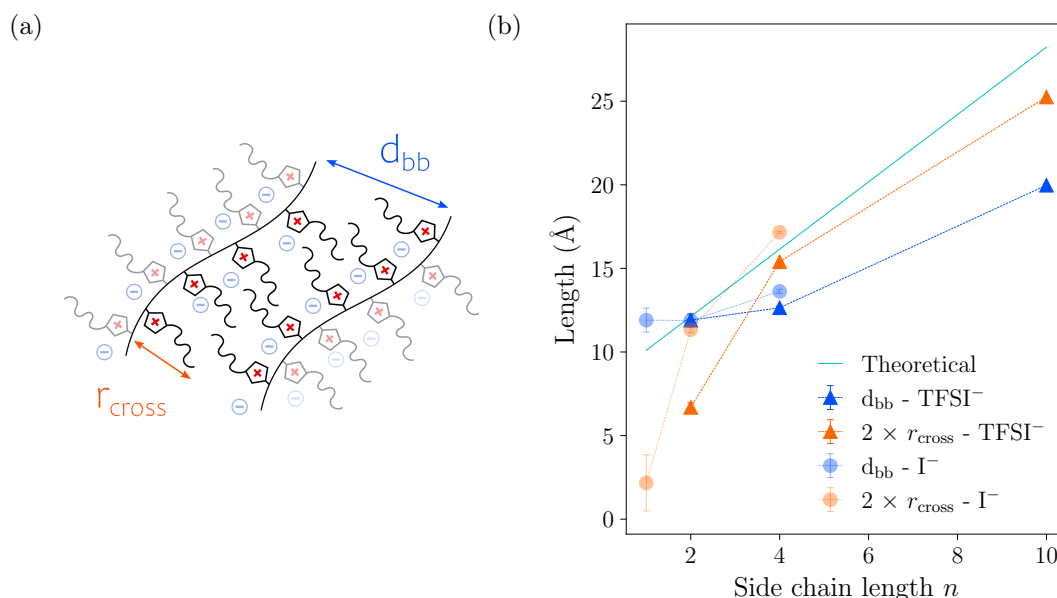 (a)
d_bb
r_cross
(b)
Length (Å)
25
20
15
10
5
0
2
4
6
8
10
Side chain length n
Theoretical
d_bb - TFSI⁻
2 × r_cross - TFSI⁻
d_bb - I⁻
2 × r_cross - I⁻